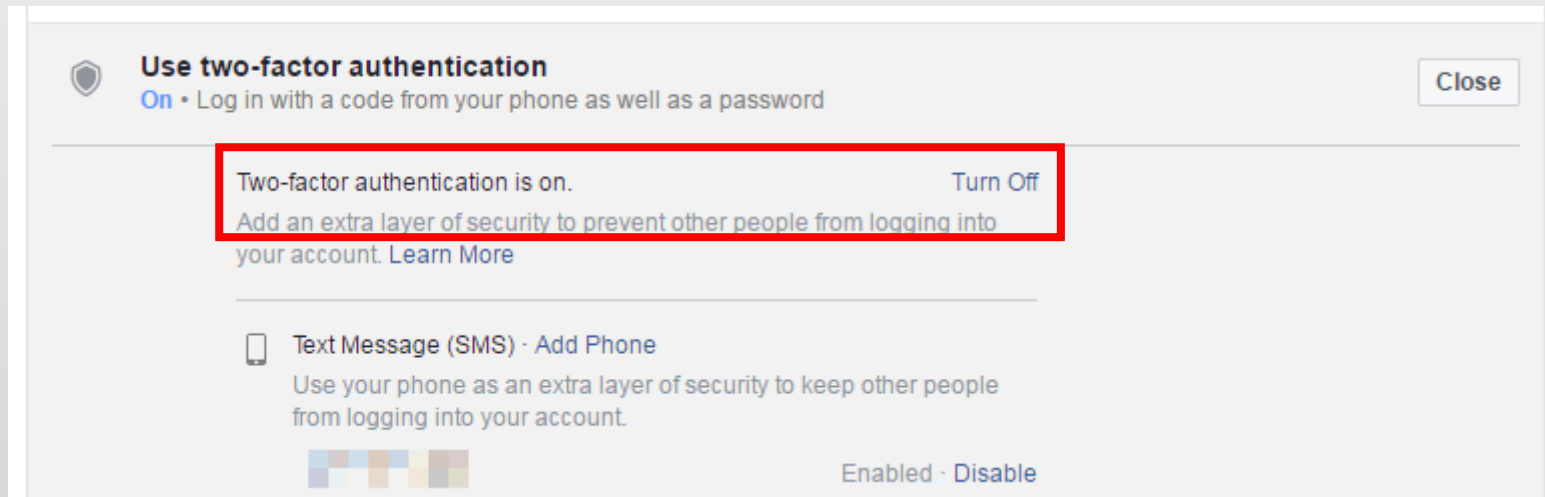 Use two-factor authentication
Close
On • Log in with a code from your phone as well as a password
Two-factor authentication is on.
Turn Off
Add an extra layer of security to prevent other people from logging into
your account. Learn More
Text Message (SMS) · Add Phone
Use your phone as an extra layer of security to keep other people
from logging into your account.
Enabled · Disable